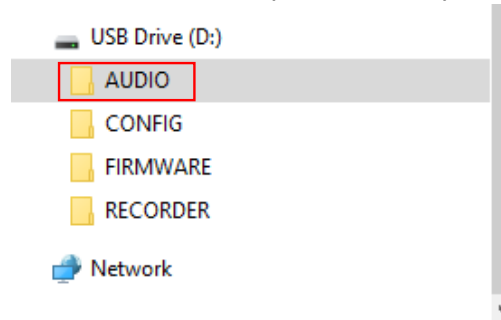 USB Drive (D:)
AUDIO
CONFIG
FIRMWARE
RECORDER
Network